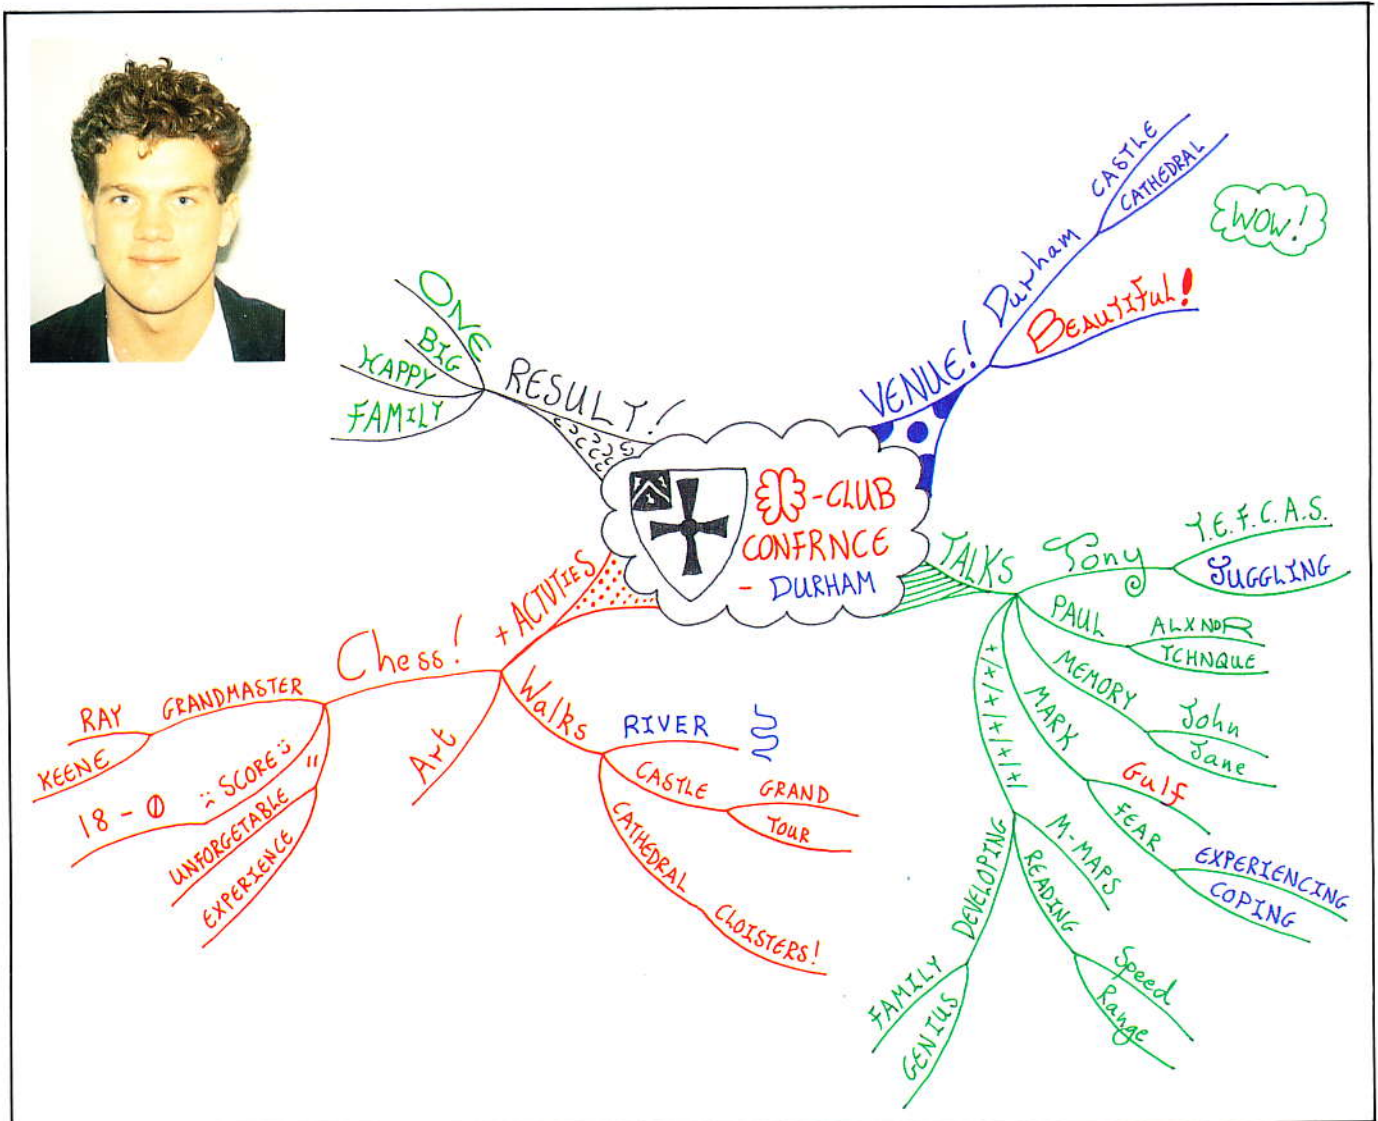 -CLUB
CONFRNCE
- DURHAM
VENUE!
Durham
CASTLE
CATHEDRAL
BEAUTIFUL!
WOW!
TALKS
Tony
T.E.F.C.A.S.
JUGGLING
PAUL
ALXNDR
TCHNQUE
MEMORY
John
Jane
MARK
Gulf
FEAR
EXPERIENCING
COPING
+/+/+/+/+/+/
M-MAPS
READING
Speed
Range
DEVELOPING
FAMILY
GENIUS
+ ACTIVTIES
Walks
RIVER
CASTLE
GRAND
TOUR
CATHEDRAL
CLOISTERS!
Art
Chess!
GRANDMASTER
RAY
KEENE
SCORE
18 - 0
"
UNFORGETABLE
EXPERIENCE
RESULT!
ONE
BIG
HAPPY
FAMILY